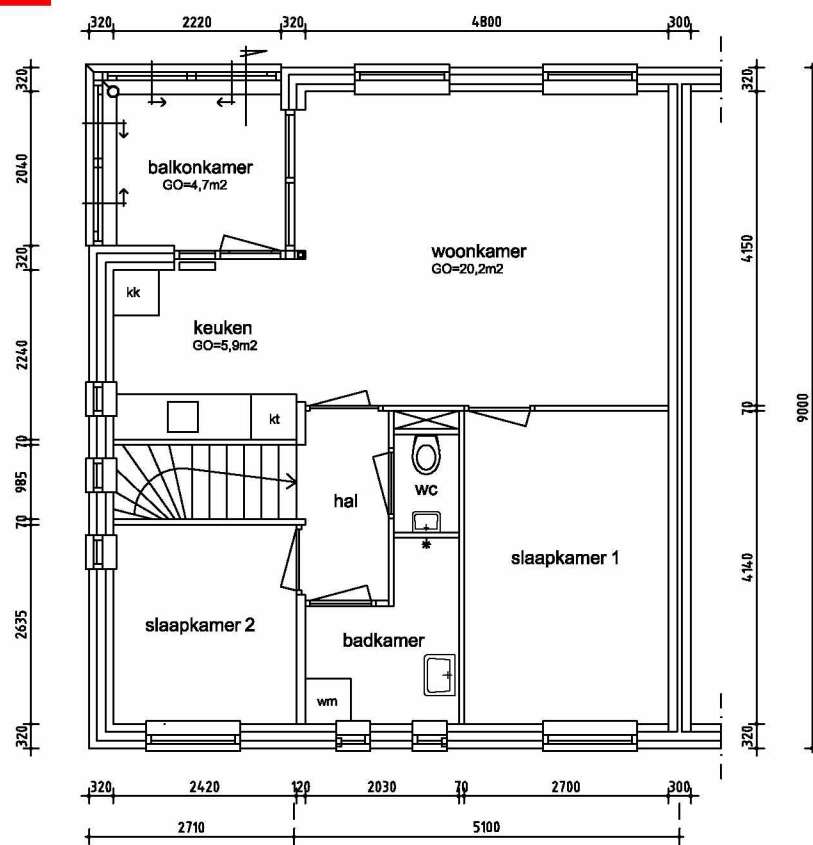 320 2220 320 4800 300
320
2040
320
2240
70
985
70
2635
320
balkonkamer
GO=4,7m2
woonkamer
GO=20,2m2
kk
keuken
GO=5,9m2
kt
hal
wc
*
slaapkamer 1
slaapkamer 2
badkamer
wm
320
4150
70
4140
320
9000
320 2420 120 2030 70 2700 300
2710 5100